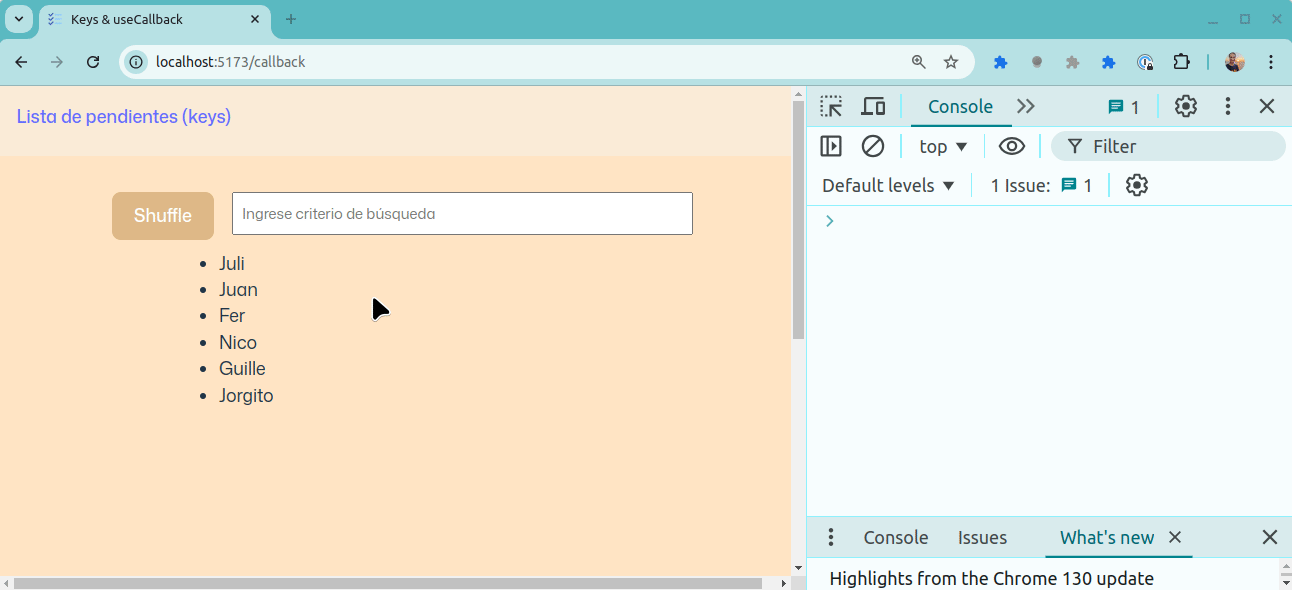 Keys & useCallback
localhost:5173/callback
Lista de pendientes (keys)
Shuffle
Ingrese criterio de búsqueda
Juli
Juan
Fer
Nico
Guille
Jorgito
Console
1
top
Filter
Default levels
1 Issue:
1
Console
Issues
What's new
Highlights from the Chrome 130 update